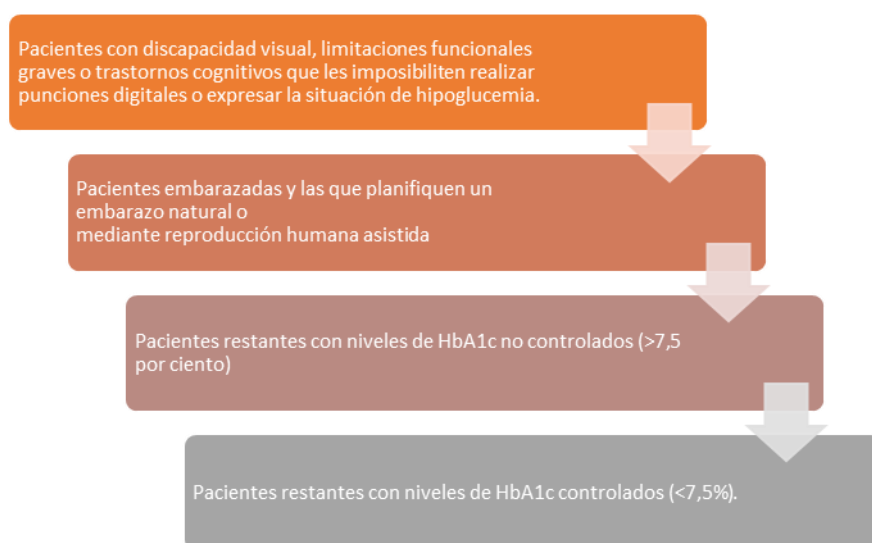 Pacientes con discapacidad visual, limitaciones funcionales
graves o trastornos cognitivos que les imposibiliten realizar
punciones digitales o expresar la situación de hipoglucemia.
Pacientes embarazadas y las que planifiquen un
embarazo natural o
mediante reproducción humana asistida
Pacientes restantes con niveles de HbA1c no controlados (>7,5
por ciento)
Pacientes restantes con niveles de HbA1c controlados (<7,5%).